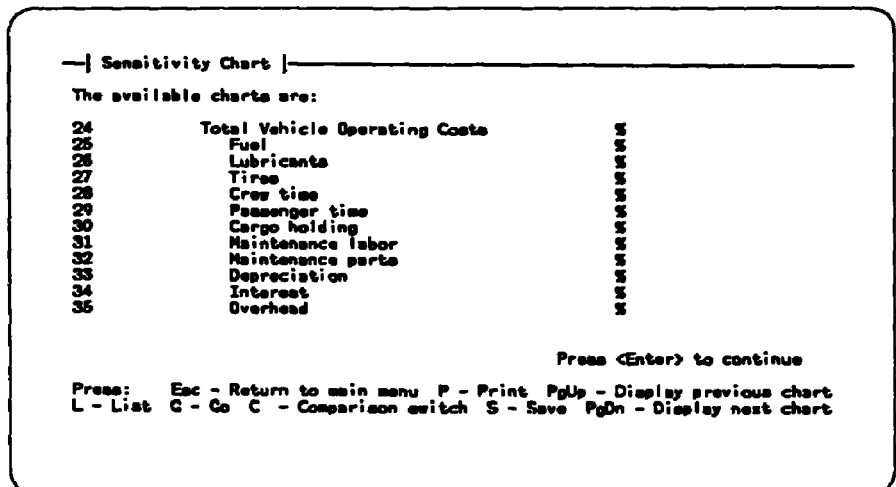 Sensitivity Chart
The available charts are:
24 Total Vehicle Operating Costs %
25 Fuel %
26 Lubricants %
27 Tires %
28 Crew time %
29 Passenger time %
30 Cargo holding %
31 Maintenance labor %
32 Maintenance parts %
33 Depreciation %
34 Interest %
35 Overhead %
Press <Enter> to continue
Press: Esc - Return to main menu P - Print PgUp - Display previous chart
L - List G - Go C - Comparison switch S - Save PgDn - Display next chart